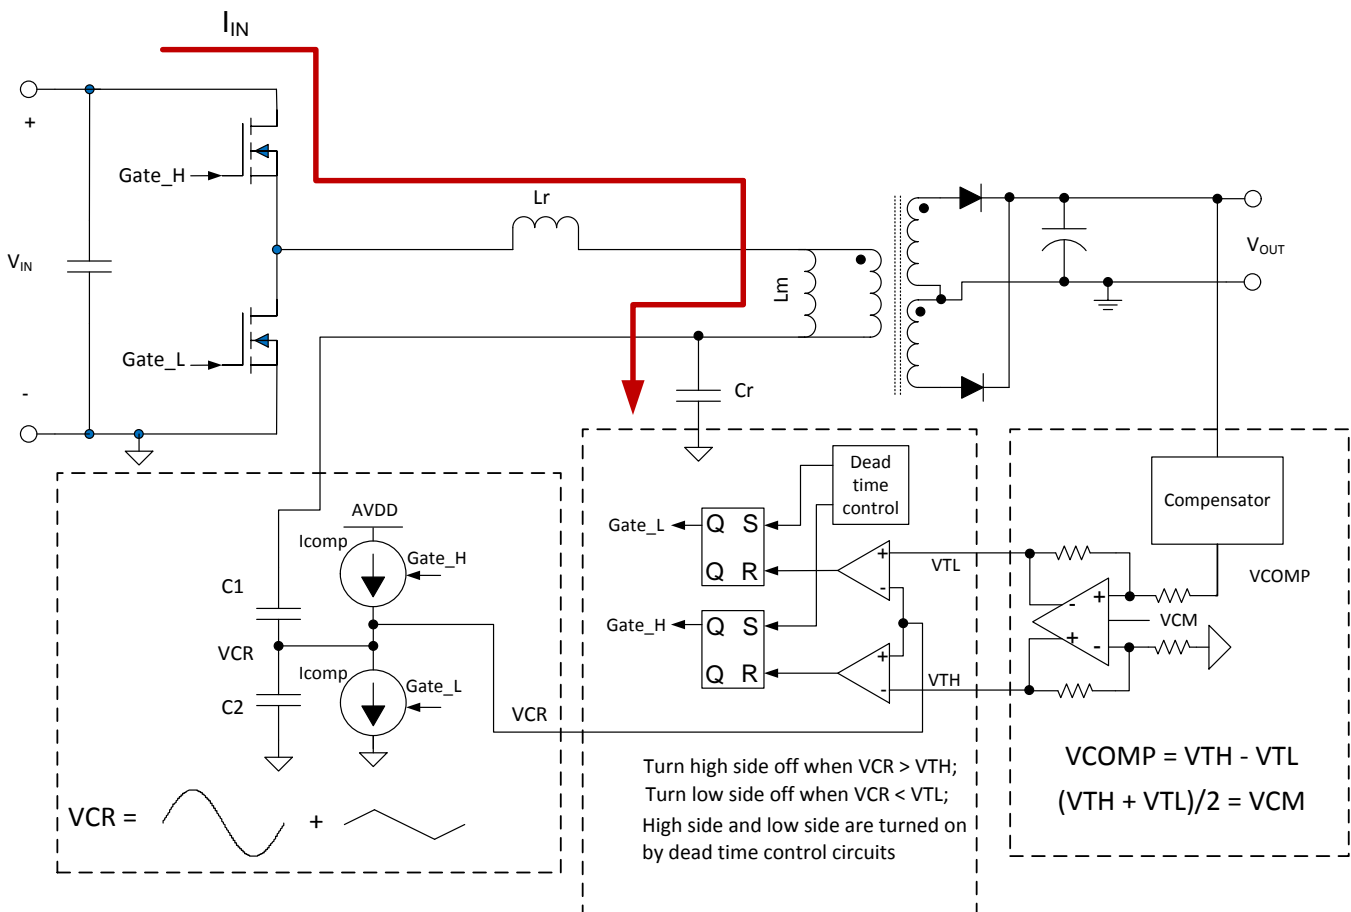 IIN
+
Gate_H
Lr
VIN
Lm
VOUT
Gate_L
-
Cr
AVDD
Icomp
Gate_H
C1
VCR
Icomp
Gate_L
C2
VCR
VCR =
+
Dead
time
control
Gate_L
Q S
Q R
+
-
VTL
Gate_H
Q S
Q R
+
-
VTH
Turn high side off when VCR > VTH;
Turn low side off when VCR < VTL;
High side and low side are turned on
by dead time control circuits
Compensator
VCOMP
- +
VCM
+ -
VCOMP = VTH - VTL
(VTH + VTL)/2 = VCM